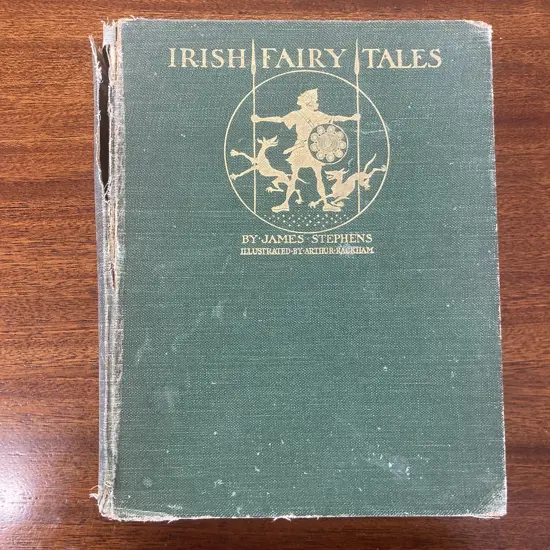 IRISH FAIRY TALES
BY·JAMES·STEPHENS
ILLUSTRATED·BY·ARTHUR·RACKHAM